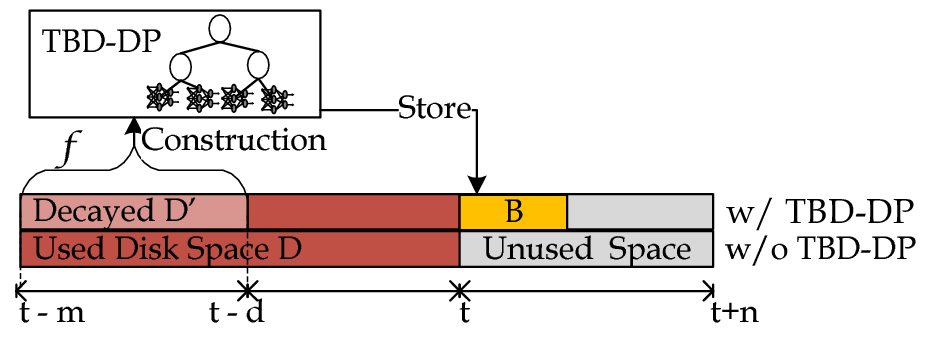 TBD-DP
Store
f
Construction
Decayed D’
B
w/ TBD-DP
Used Disk Space D
Unused Space
w/o TBD-DP
t - m
t - d
t
t+n